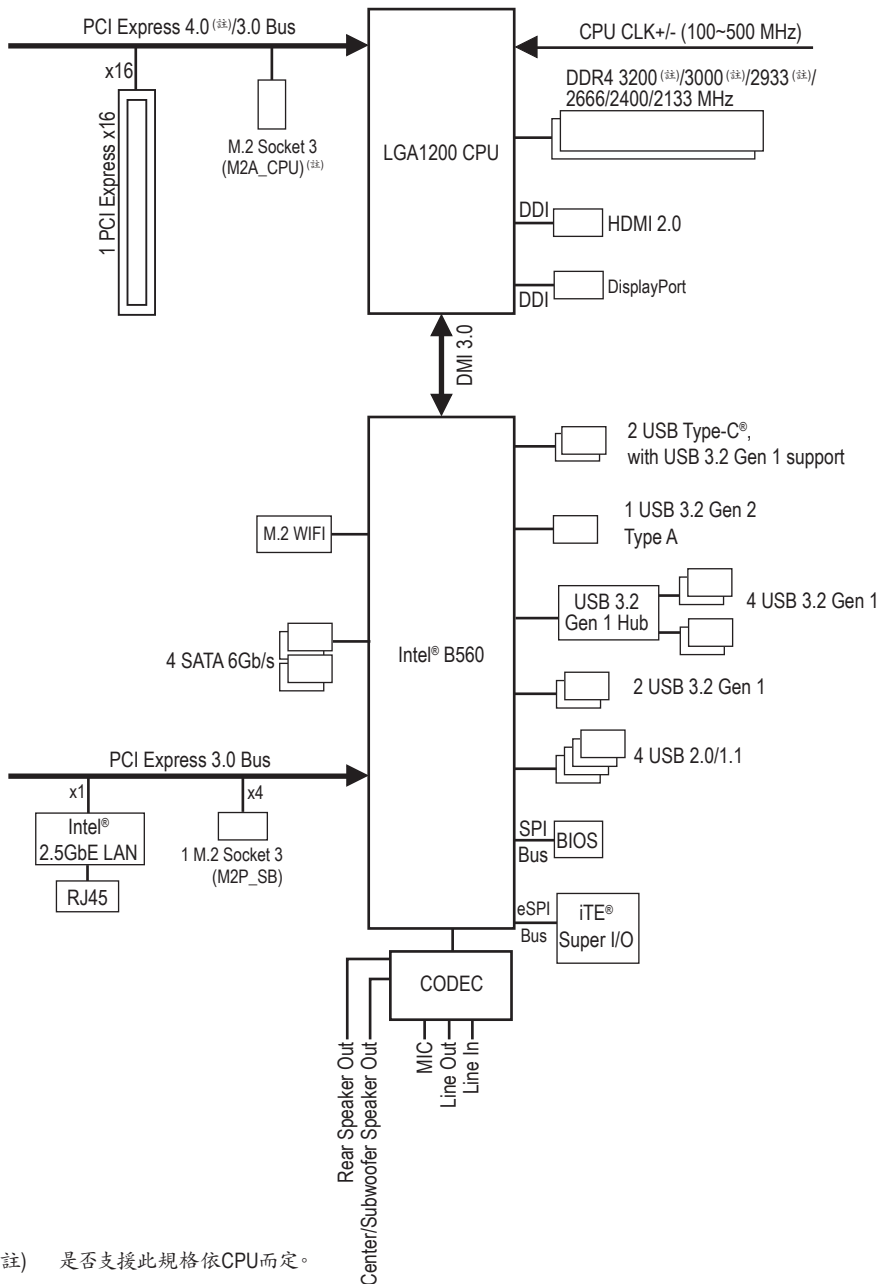 PCI Express 4.0 (註)/3.0 Bus
CPU CLK+/- (100~500 MHz)
x16
1 PCI Express x16
M.2 Socket 3
(M2A_CPU) (註)
LGA1200 CPU
DDR4 3200 (註)/3000 (註)/2933 (註)/
2666/2400/2133 MHz
DDI
HDMI 2.0
DisplayPort
DDI
DMI 3.0
2 USB Type-C®,
with USB 3.2 Gen 1 support
M.2 WIFI
1 USB 3.2 Gen 2
Type A
USB 3.2
Gen 1 Hub
4 USB 3.2 Gen 1
4 SATA 6Gb/s
Intel® B560
2 USB 3.2 Gen 1
PCI Express 3.0 Bus
4 USB 2.0/1.1
x1
x4
Intel®
2.5GbE LAN
RJ45
1 M.2 Socket 3
(M2P_SB)
SPI
Bus
BIOS
eSPI
Bus
iTE®
Super I/O
CODEC
Rear Speaker Out
Center/Subwoofer Speaker Out
MIC
Line Out
Line In
註) 是否支援此規格依CPU而定。